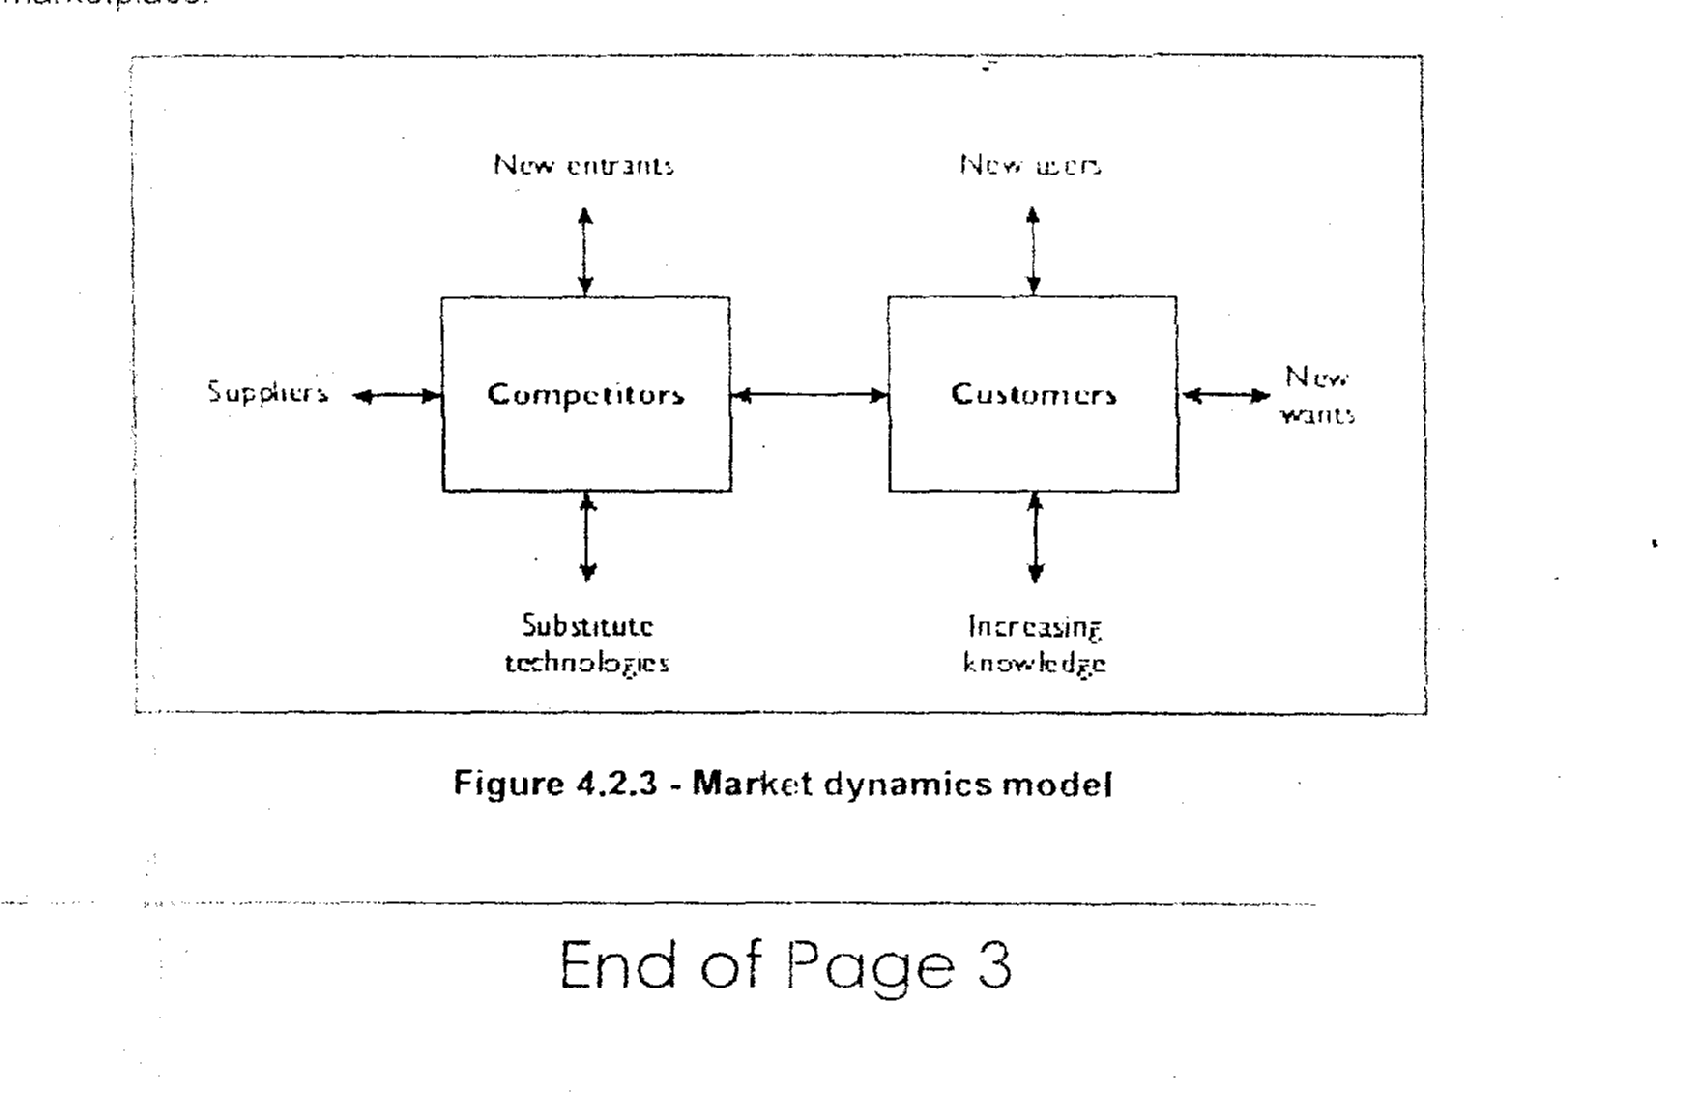 marketplace.
New entrants
New users
Suppliers
Competitors
Customers
New
wants
Substitute
technologies
Increasing
knowledge
Figure 4.2.3 - Market dynamics model
End of Page 3